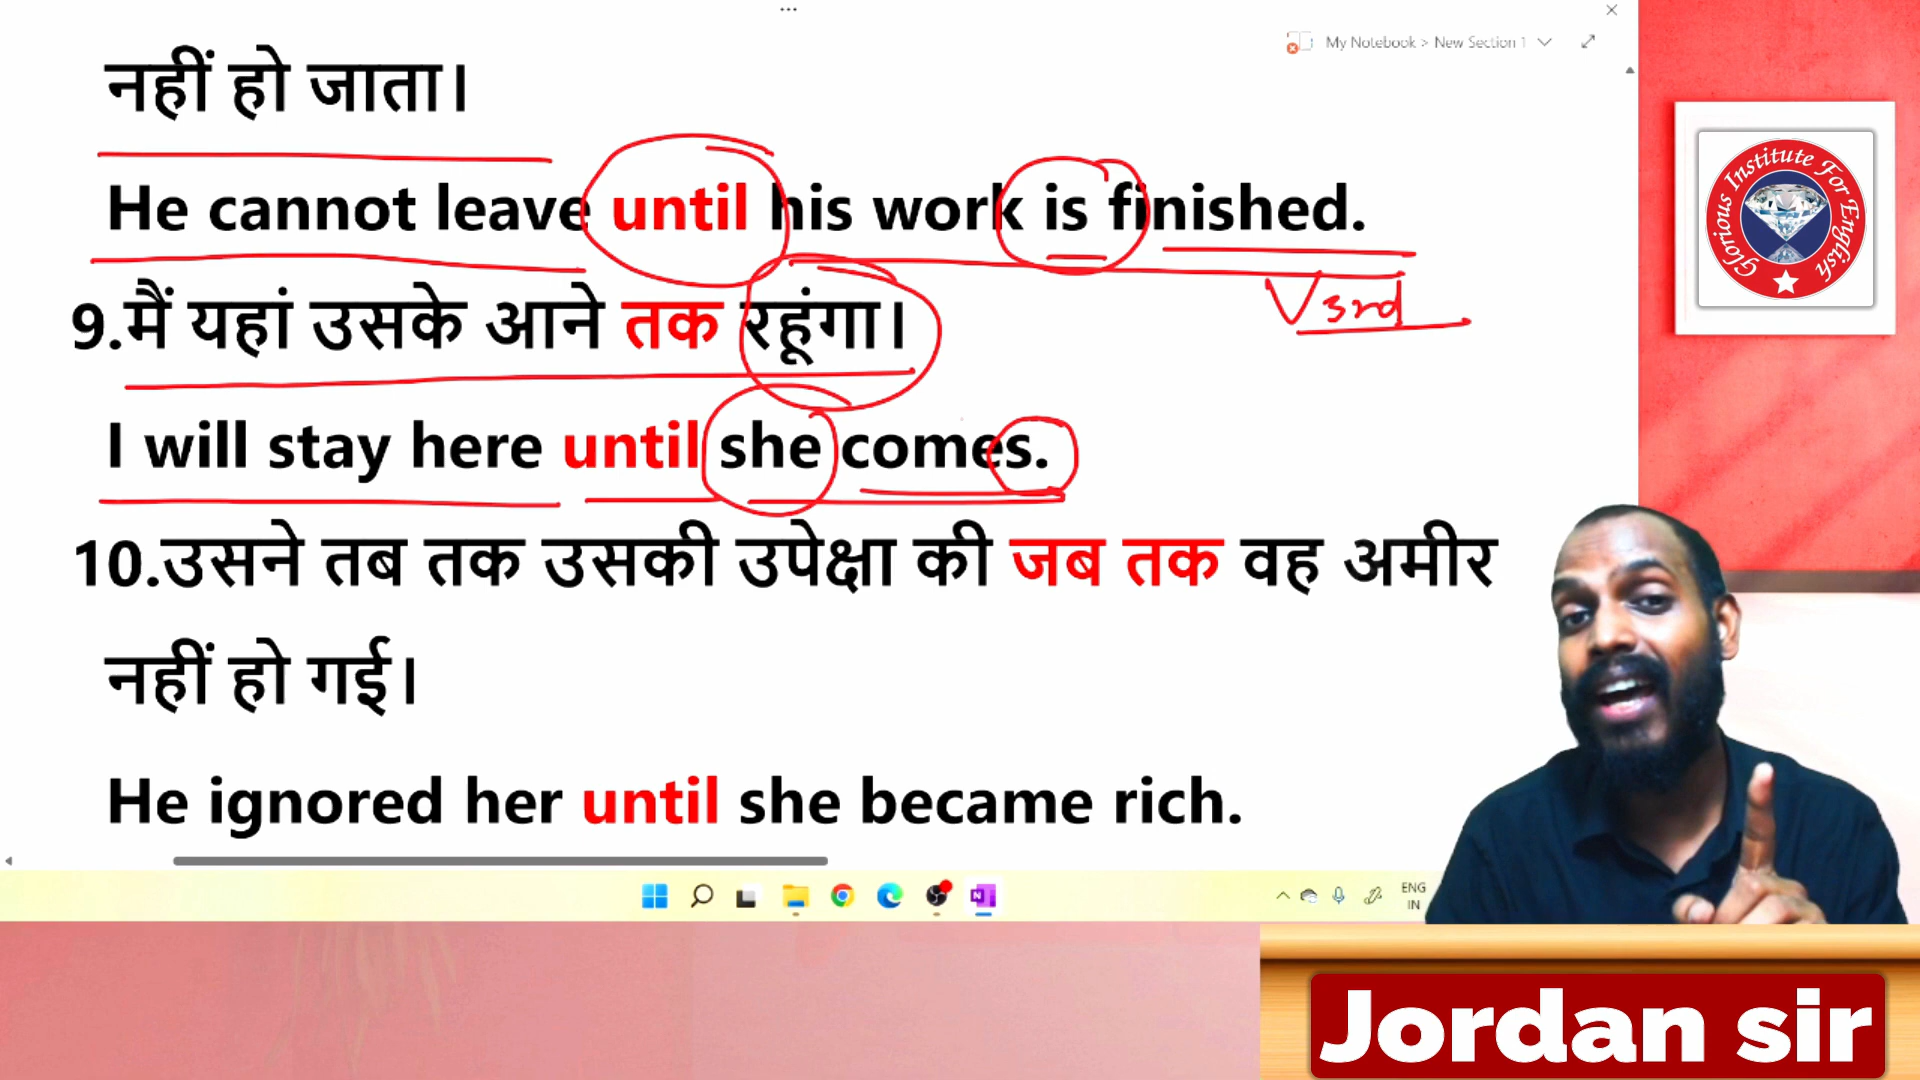 ...
My Notebook > New Section 1
नहीं हो जाता।
He cannot leave until his work is finished.
V 3rd
9.मैं यहां उसके आने तक रहूंगा।
I will stay here until she comes.
10.उसने तब तक उसकी उपेक्षा की जब तक वह अमीर
नहीं हो गई।
He ignored her until she became rich.
ENG
IN
Glorious Institute For English
Jordan sir